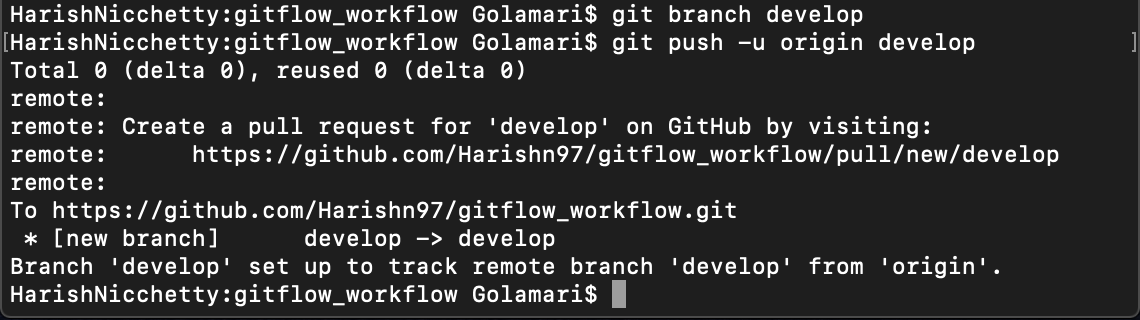 HarishNicchetty:gitflow_workflow Golamari$ git branch develop
[HarishNicchetty:gitflow_workflow Golamari$ git push -u origin develop ]
Total 0 (delta 0), reused 0 (delta 0)
remote:
remote: Create a pull request for 'develop' on GitHub by visiting:
remote:      https://github.com/Harishn97/gitflow_workflow/pull/new/develop
remote:
To https://github.com/Harishn97/gitflow_workflow.git
 * [new branch]      develop -> develop
Branch 'develop' set up to track remote branch 'develop' from 'origin'.
HarishNicchetty:gitflow_workflow Golamari$